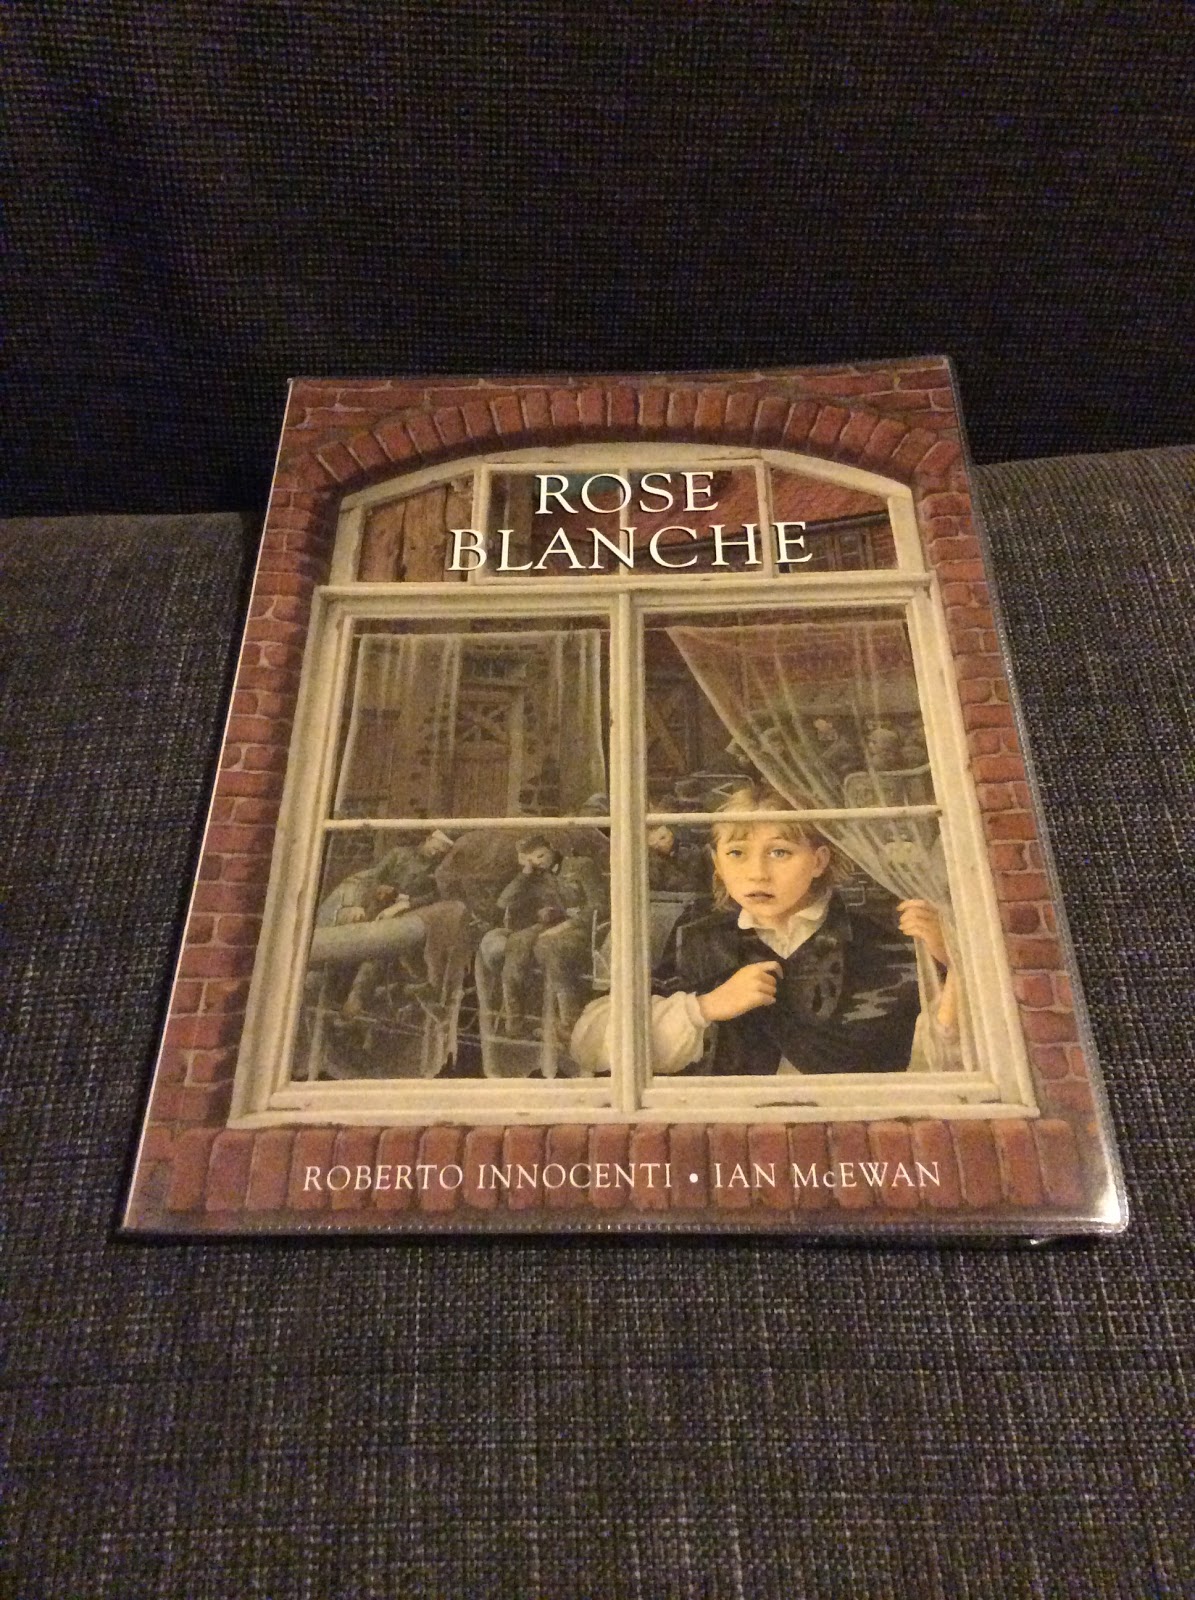 ROSE
BLANCHE
ROBERTO INNOCENTI • IAN McEWAN